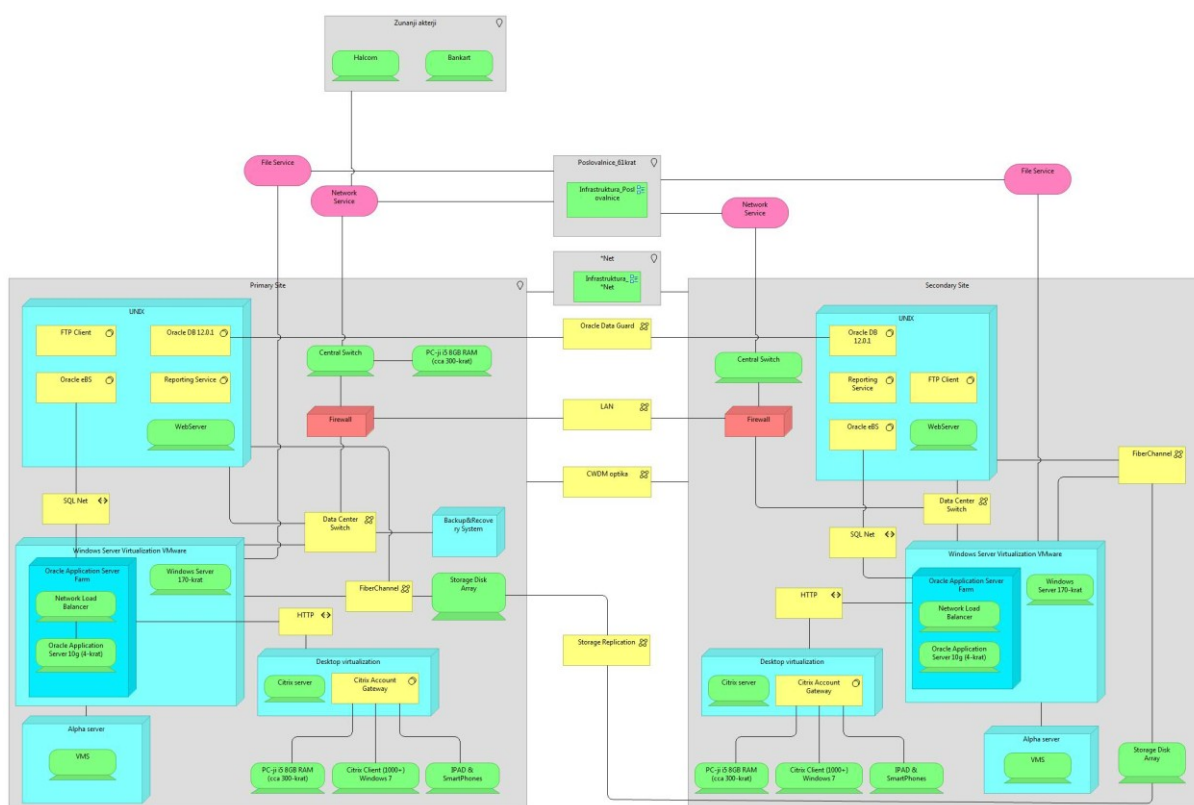 Zunanji akterji
Halcom
Bankart
File Service
Network
Service
Poslovalnice_61krat
Infrastruktura_Posl
ovalnice
File Service
Network
Service
*Net
Infrastruktura_
*Net
Primary Site
UNIX
FTP Client
Oracle DB 12.0.1
Oracle eBS
Reporting Service
WebServer
Central Switch
PC-ji i5 8GB RAM
(cca 300-krat)
Firewall
SQL Net
Data Center
Switch
Backup&Recove
ry System
Windows Server Virtualization VMware
Oracle Application Server
Farm
Network Load
Balancer
Oracle Application
Server 10g (4-krat)
Windows Server
170-krat
FiberChannel
Storage Disk
Array
HTTP
Desktop virtualization
Citrix server
Citrix Account
Gateway
Alpha server
VMS
PC-ji i5 8GB RAM
(cca 300-krat)
Citrix Client (1000+)
Windows 7
IPAD &
SmartPhones
Oracle Data Guard
LAN
CWDM optika
Storage Replication
Secondary Site
UNIX
Oracle DB
12.0.1
Reporting
Service
FTP Client
Oracle eBS
WebServer
Central Switch
Firewall
FiberChannel
Data Center
Switch
SQL Net
Windows Server Virtualization VMware
Oracle Application Server
Farm
Network Load
Balancer
Oracle Application
Server 10g (4-krat)
Windows
Server 170-krat
HTTP
Desktop virtualization
Citrix server
Citrix Account
Gateway
Alpha server
VMS
Storage Disk
Array
PC-ji i5 8GB RAM
(cca 300-krat)
Citrix Client (1000+)
Windows 7
IPAD &
SmartPhones